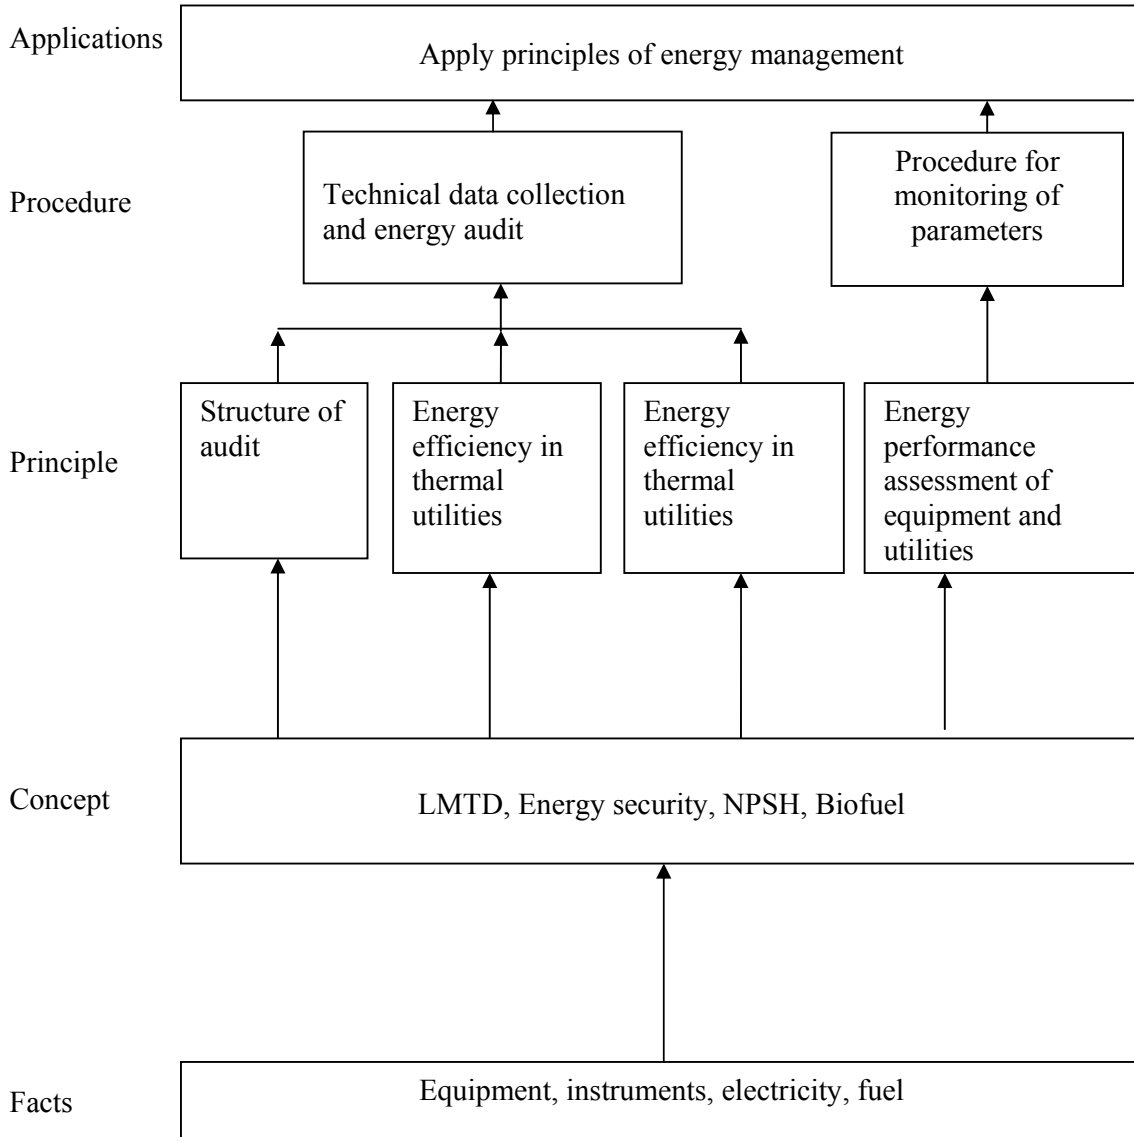 Applications
Apply principles of energy management
Procedure
Technical data collection
and energy audit
Procedure for
monitoring of
parameters
Principle
Structure of
audit
Energy
efficiency in
thermal
utilities
Energy
efficiency in
thermal
utilities
Energy
performance
assessment of
equipment and
utilities
Concept
LMTD, Energy security, NPSH, Biofuel
Facts
Equipment, instruments, electricity, fuel